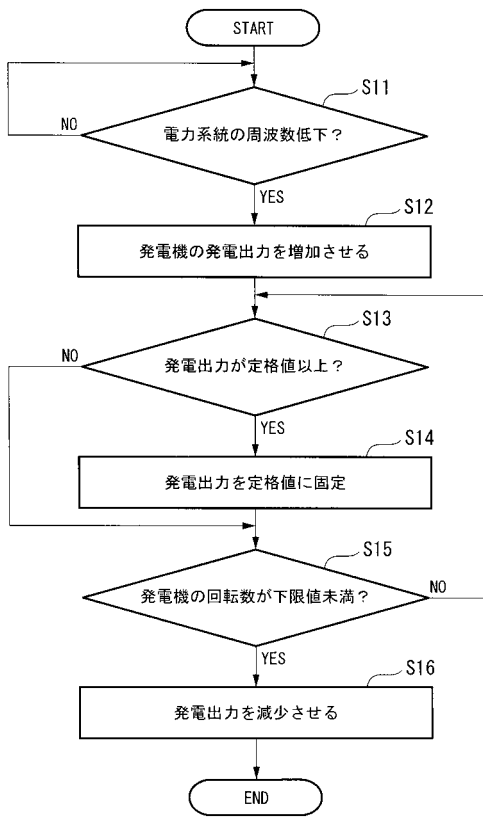 START
S11
電力系統の周波数低下?
NO
YES
S12
発電機の発電出力を増加させる
S13
発電出力が定格値以上?
NO
YES
S14
発電出力を定格値に固定
S15
発電機の回転数が下限値未満?
NO
YES
S16
発電出力を減少させる
END